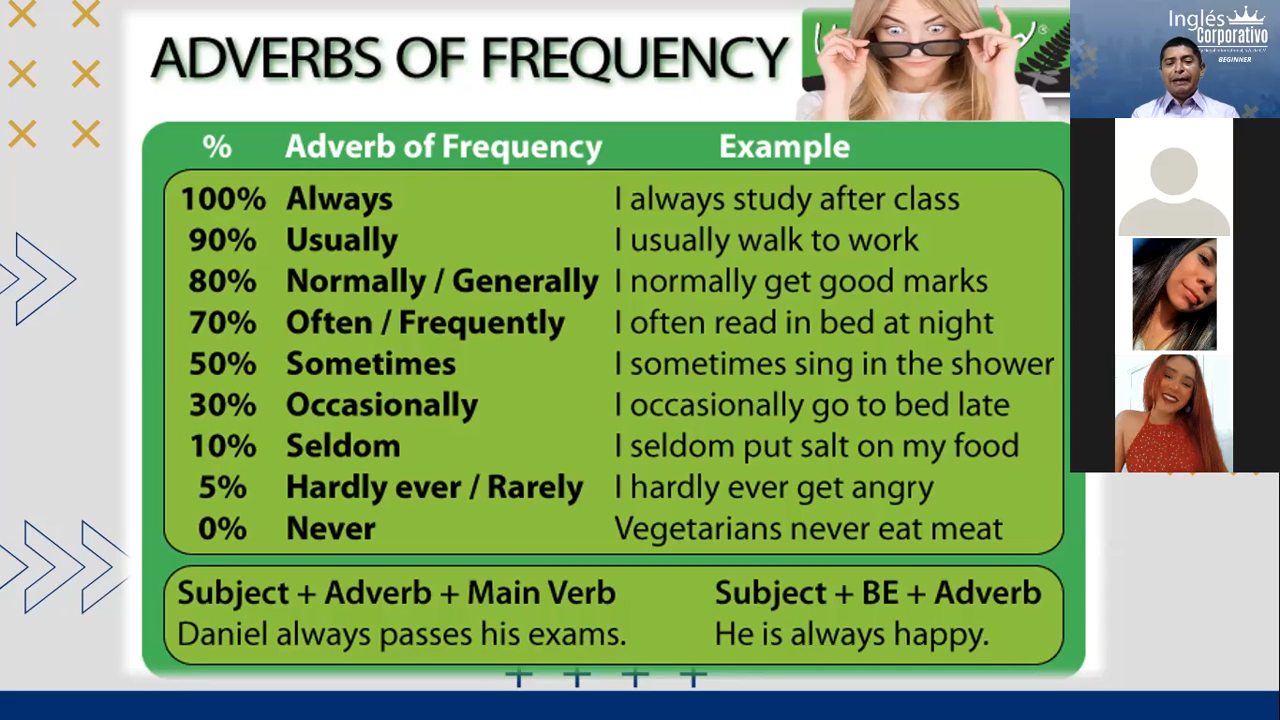 ADVERBS OF FREQUENCY
Inglés
Corporativo
BEGINNER
% Adverb of Frequency Example
100% Always I always study after class
90% Usually I usually walk to work
80% Normally / Generally I normally get good marks
70% Often / Frequently I often read in bed at night
50% Sometimes I sometimes sing in the shower
30% Occasionally I occasionally go to bed late
10% Seldom I seldom put salt on my food
5% Hardly ever / Rarely I hardly ever get angry
0% Never Vegetarians never eat meat
Subject + Adverb + Main Verb Subject + BE + Adverb
Daniel always passes his exams. He is always happy.